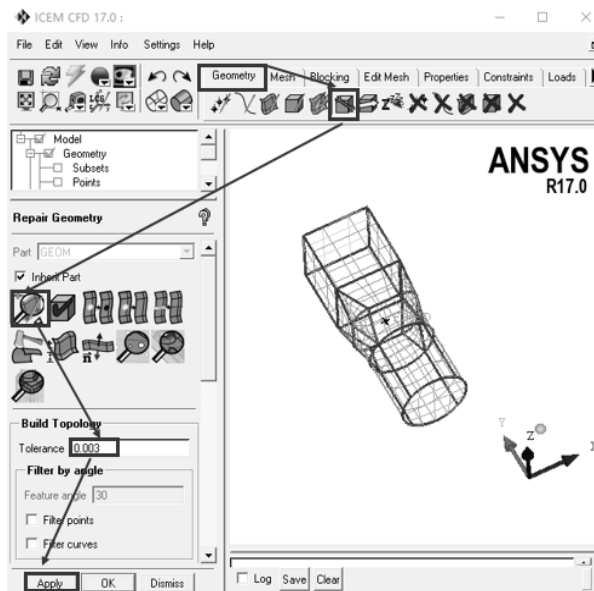 ICEM CFD 17.0 :
File Edit View Info Settings Help
Geometry Mesh Blocking Edit Mesh Properties Constraints Loads
Model
Geometry
Subsets
Points
ANSYS
R17.0
Repair Geometry
Part GEOM
Inherit Part
Build Topology
Tolerance 0.003
Filter by angle
Feature angle 30
Filter points
Filter curves
Apply OK Dismiss
Y
Z
X
Log Save Clear